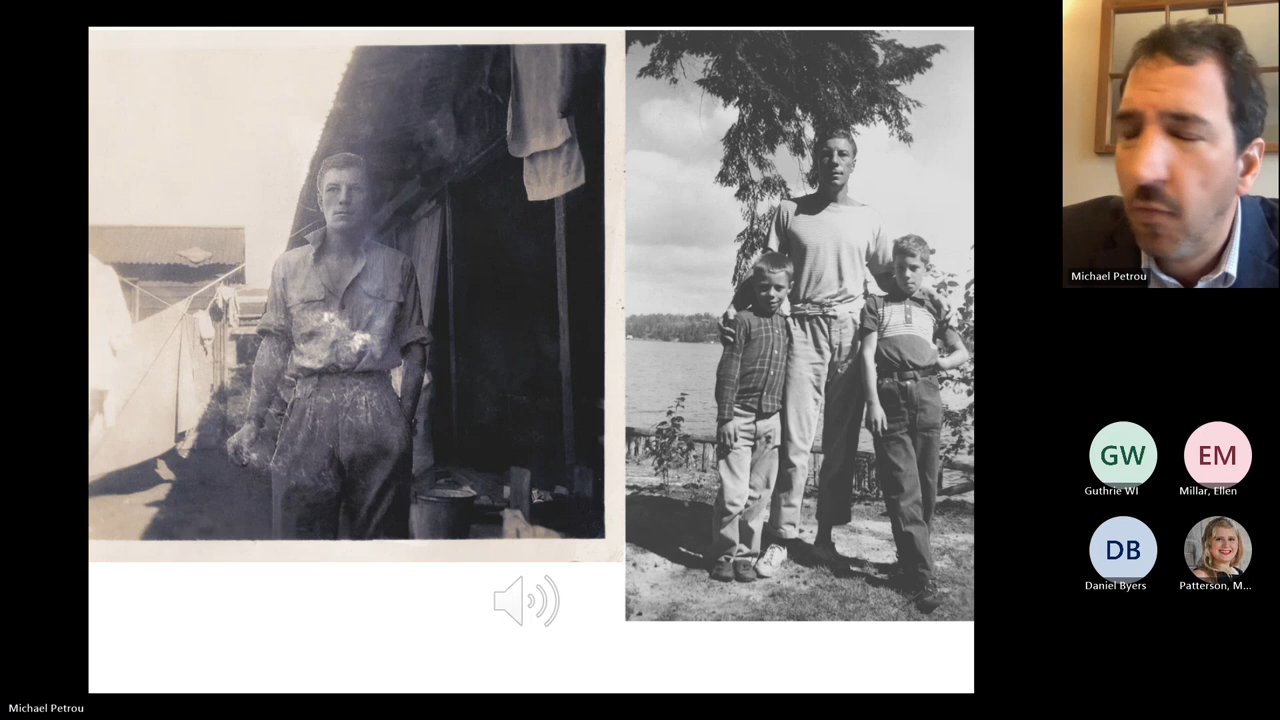 Michael Petrou
GW
EM
Guthrie WI
Millar, Ellen
DB
Daniel Byers
Patterson, M...
Michael Petrou